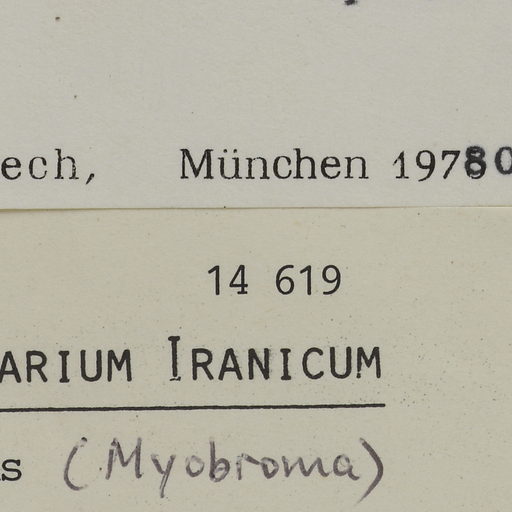 ech, München 19780
14 619
ARIUM IRANICUM
s (Myobroma)